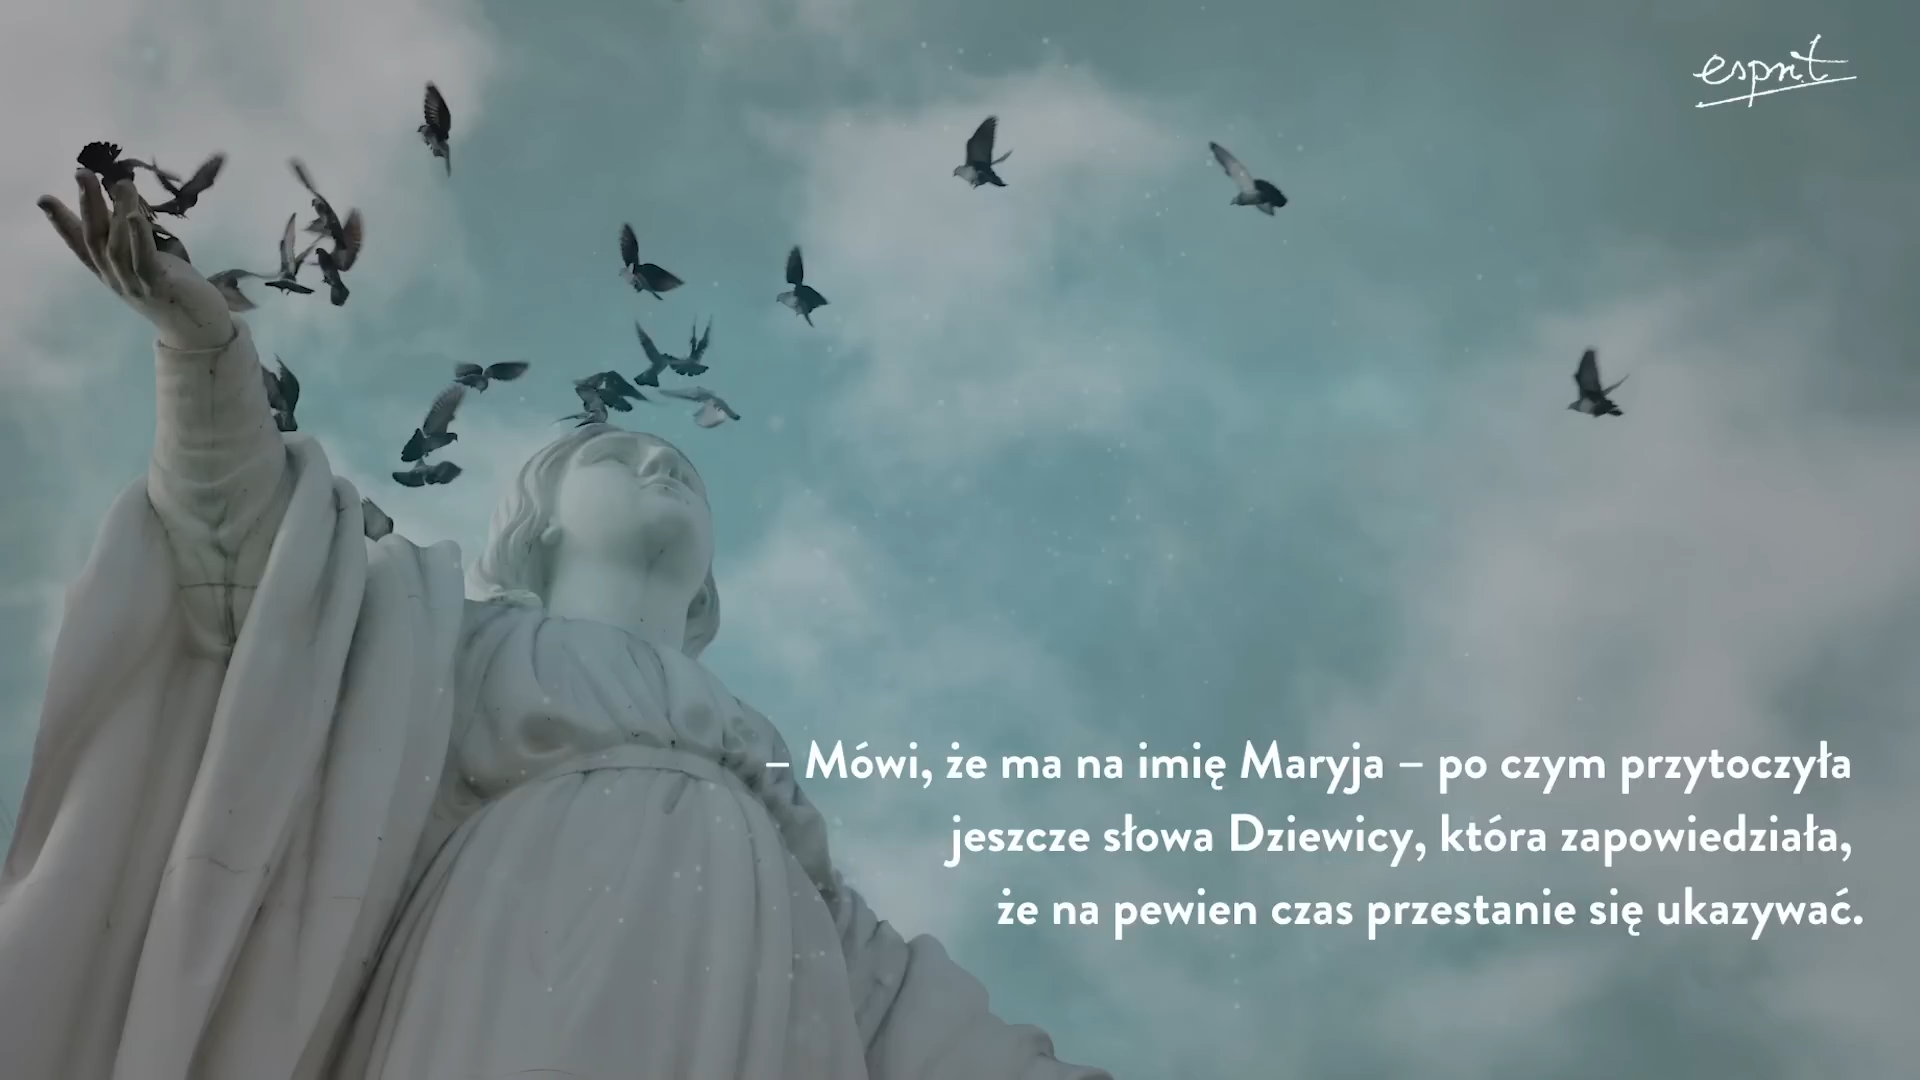 esprit
– Mówi, że ma na imię Maryja – po czym przytoczyła
jeszcze słowa Dziewicy, która zapowiedziała,
że na pewien czas przestanie się ukazywać.